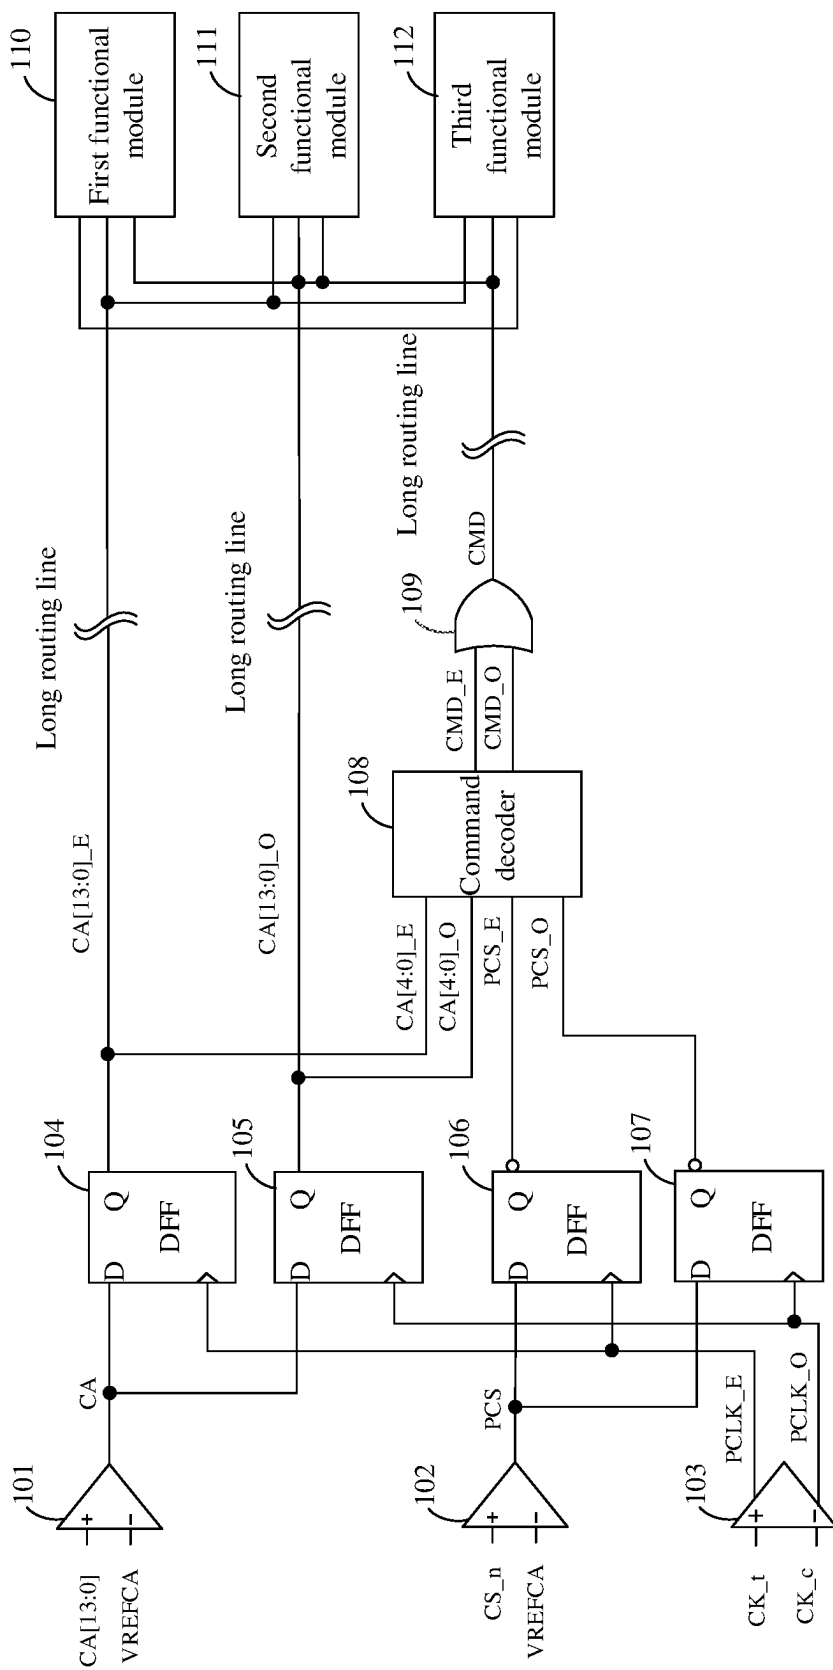 CA[13:0]
VREFCA
101
CA
104
D
Q
DFF
CA[13:0]_E
Long routing line
110
First functional
module
105
D
Q
DFF
CA[13:0]_O
Long routing line
111
Second
functional
module
CS_n
VREFCA
102
PCS
106
D
Q
DFF
CA[4:0]_E
CA[4:0]_O
PCS_E
PCS_O
108
Command
decoder
CMD_E
CMD_O
109
CMD
Long routing line
112
Third
functional
module
CK_t
CK_c
103
PCLK_E
PCLK_O
107
D
Q
DFF